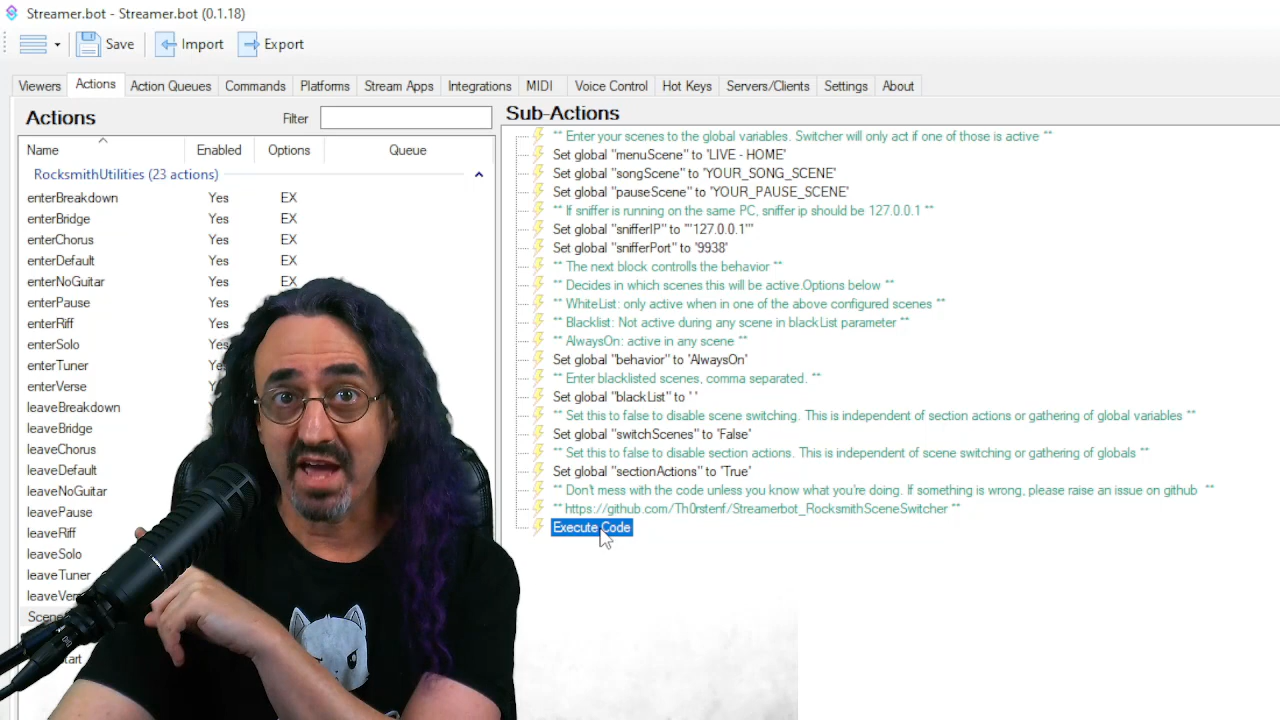 Streamer.bot - Streamer.bot (0.1.18)
Save Import Export
Viewers Actions Action Queues Commands Platforms Stream Apps Integrations MIDI Voice Control Hot Keys Servers/Clients Settings About
Actions Filter
Name Enabled Options Queue
RocksmithUtilities (23 actions)
enterBreakdown Yes EX
enterBridge Yes EX
enterChorus Yes EX
enterDefault Yes EX
enterNoGuitar Yes EX
enterPause Yes
enterRiff Yes
enterSolo Yes
enterTuner
enterVerse
leaveBreakdown
leaveBridge
leaveChorus
leaveDefault
leaveNoGuitar
leavePause
leaveRiff
leaveSolo
leaveTuner
Sub-Actions
** Enter your scenes to the global variables. Switcher will only act if one of those is active **
Set global "menuScene" to 'LIVE - HOME'
Set global "songScene" to 'YOUR_SONG_SCENE'
Set global "pauseScene" to 'YOUR_PAUSE_SCENE'
** If sniffer is running on the same PC, sniffer ip should be 127.0.0.1 **
Set global "snifferIP" to '"127.0.0.1"'
Set global "snifferPort" to '9938'
** The next block controlls the behavior **
** Decides in which scenes this will be active.Options below **
** WhiteList: only active when in one of the above configured scenes **
** Blacklist: Not active during any scene in blackList parameter **
** AlwaysOn: active in any scene **
Set global "behavior" to 'AlwaysOn'
** Enter blacklisted scenes, comma separated. **
Set global "blackList" to ' '
** Set this to false to disable scene switching. This is independent of section actions or gathering of global variables **
Set global "switchScenes" to 'False'
** Set this to false to disable section actions. This is independent of scene switching or gathering of globals **
Set global "sectionActions" to 'True'
** Don't mess with the code unless you know what you're doing. If something is wrong, please raise an issue on github **
** https://github.com/Th0rstenf/Streamerbot_RocksmithSceneSwitcher **
Execute Code